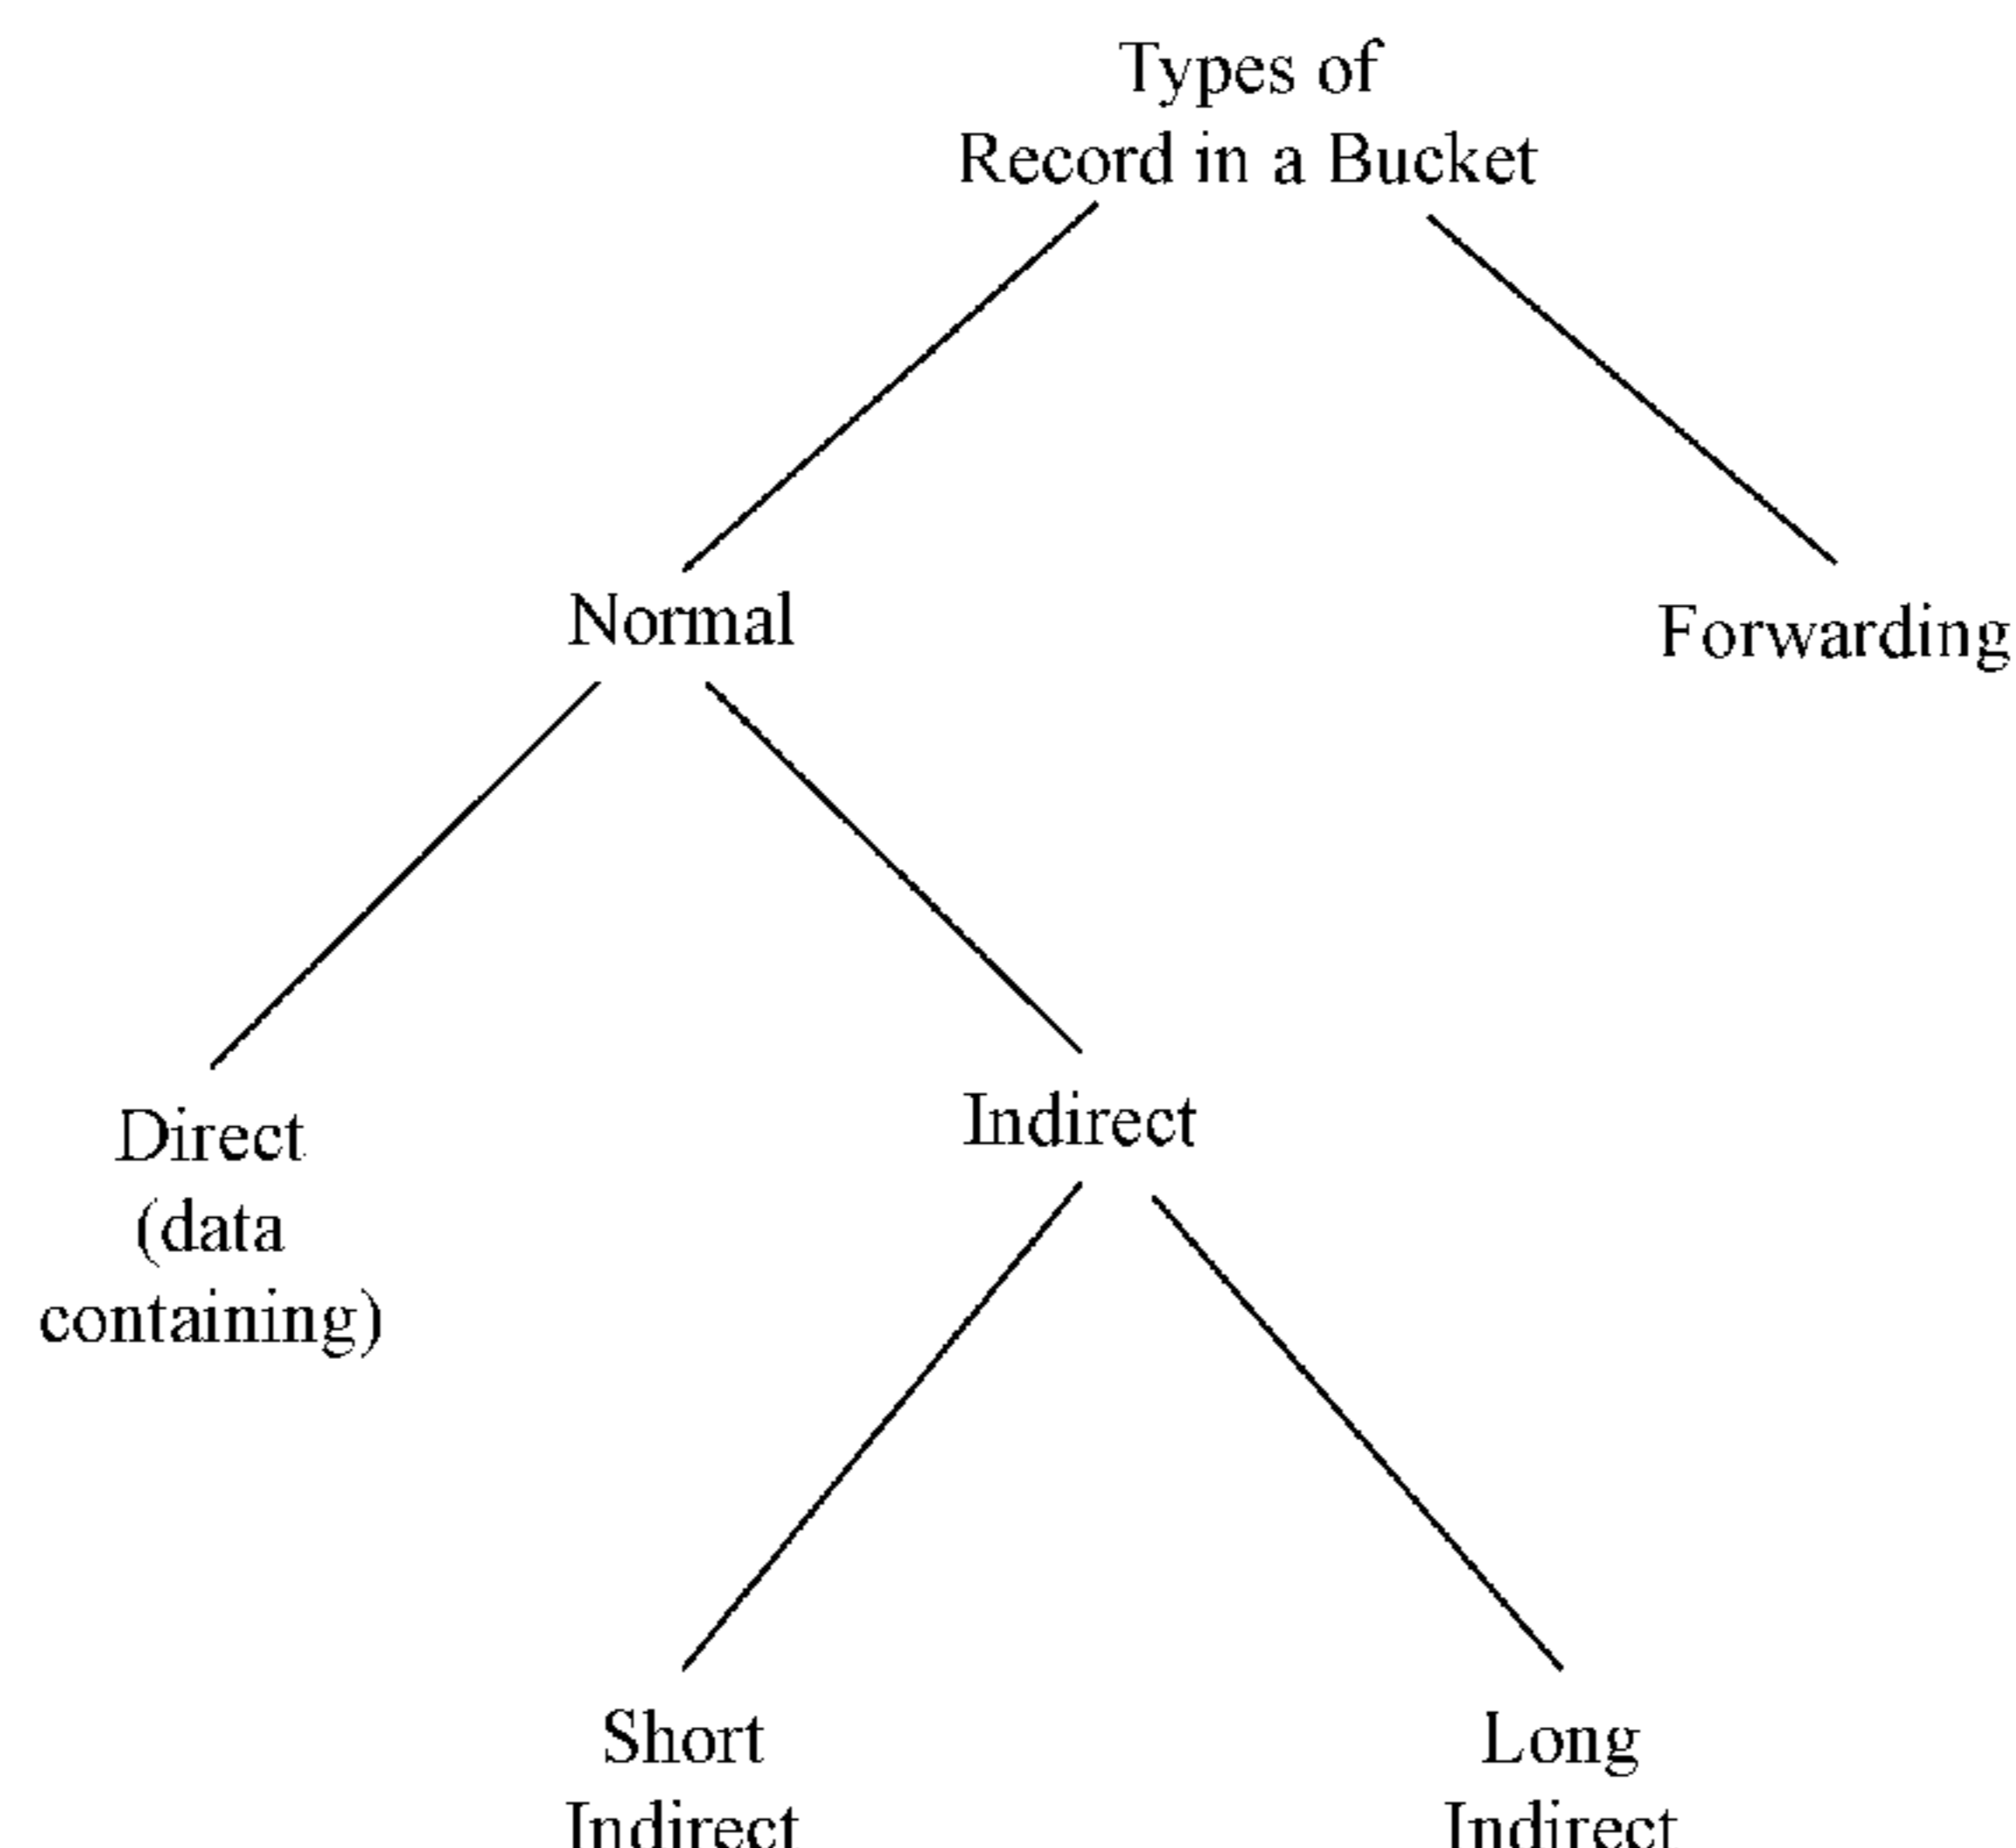 Types of
Record in a Bucket
Normal
Forwarding
Direct
(data
containing)
Indirect
Short
Indirect
Long
Indirect